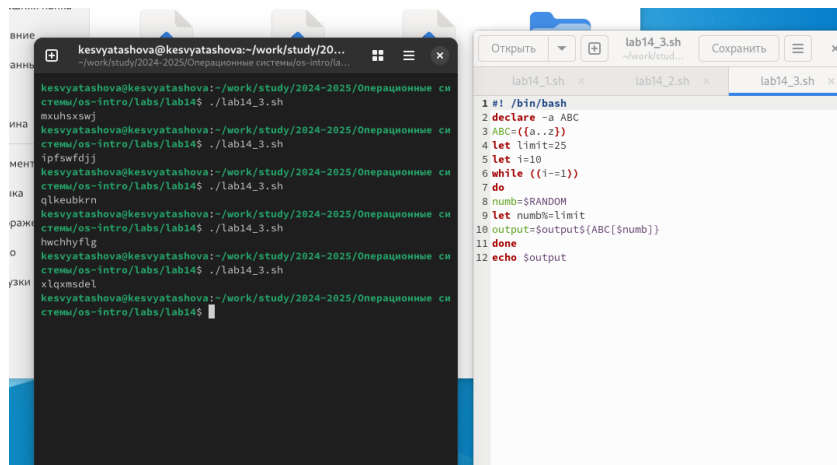 вние
kesvyatashova@kesvyatashova:~/work/study/20...
~/work/study/2024-2025/Операционные системы/os-intro/la...
kesvyatashova@kesvyatashova:~/work/study/2024-2025/Операционные си
стемы/os-intro/labs/lab14$ ./lab14_3.sh
mxuhsxswj
kesvyatashova@kesvyatashova:~/work/study/2024-2025/Операционные си
стемы/os-intro/labs/lab14$ ./lab14_3.sh
ipfswfdjj
kesvyatashova@kesvyatashova:~/work/study/2024-2025/Операционные си
стемы/os-intro/labs/lab14$ ./lab14_3.sh
qlkeubkrn
kesvyatashova@kesvyatashova:~/work/study/2024-2025/Операционные си
стемы/os-intro/labs/lab14$ ./lab14_3.sh
hwchhyflg
kesvyatashova@kesvyatashova:~/work/study/2024-2025/Операционные си
стемы/os-intro/labs/lab14$ ./lab14_3.sh
xlqxmsdel
kesvyatashova@kesvyatashova:~/work/study/2024-2025/Операционные си
стемы/os-intro/labs/lab14$
ина
мент
ка
ображе
о
узки
Открыть
lab14_3.sh
~/work/stud...
Сохранить
lab14_1.sh
lab14_2.sh
lab14_3.sh
1 #! /bin/bash
2 declare -a ABC
3 ABC=({a..z})
4 let limit=25
5 let i=10
6 while ((i-=1))
7 do
8 numb=$RANDOM
9 let numb%=limit
10 output=$output${ABC[$numb]}
11 done
12 echo $output